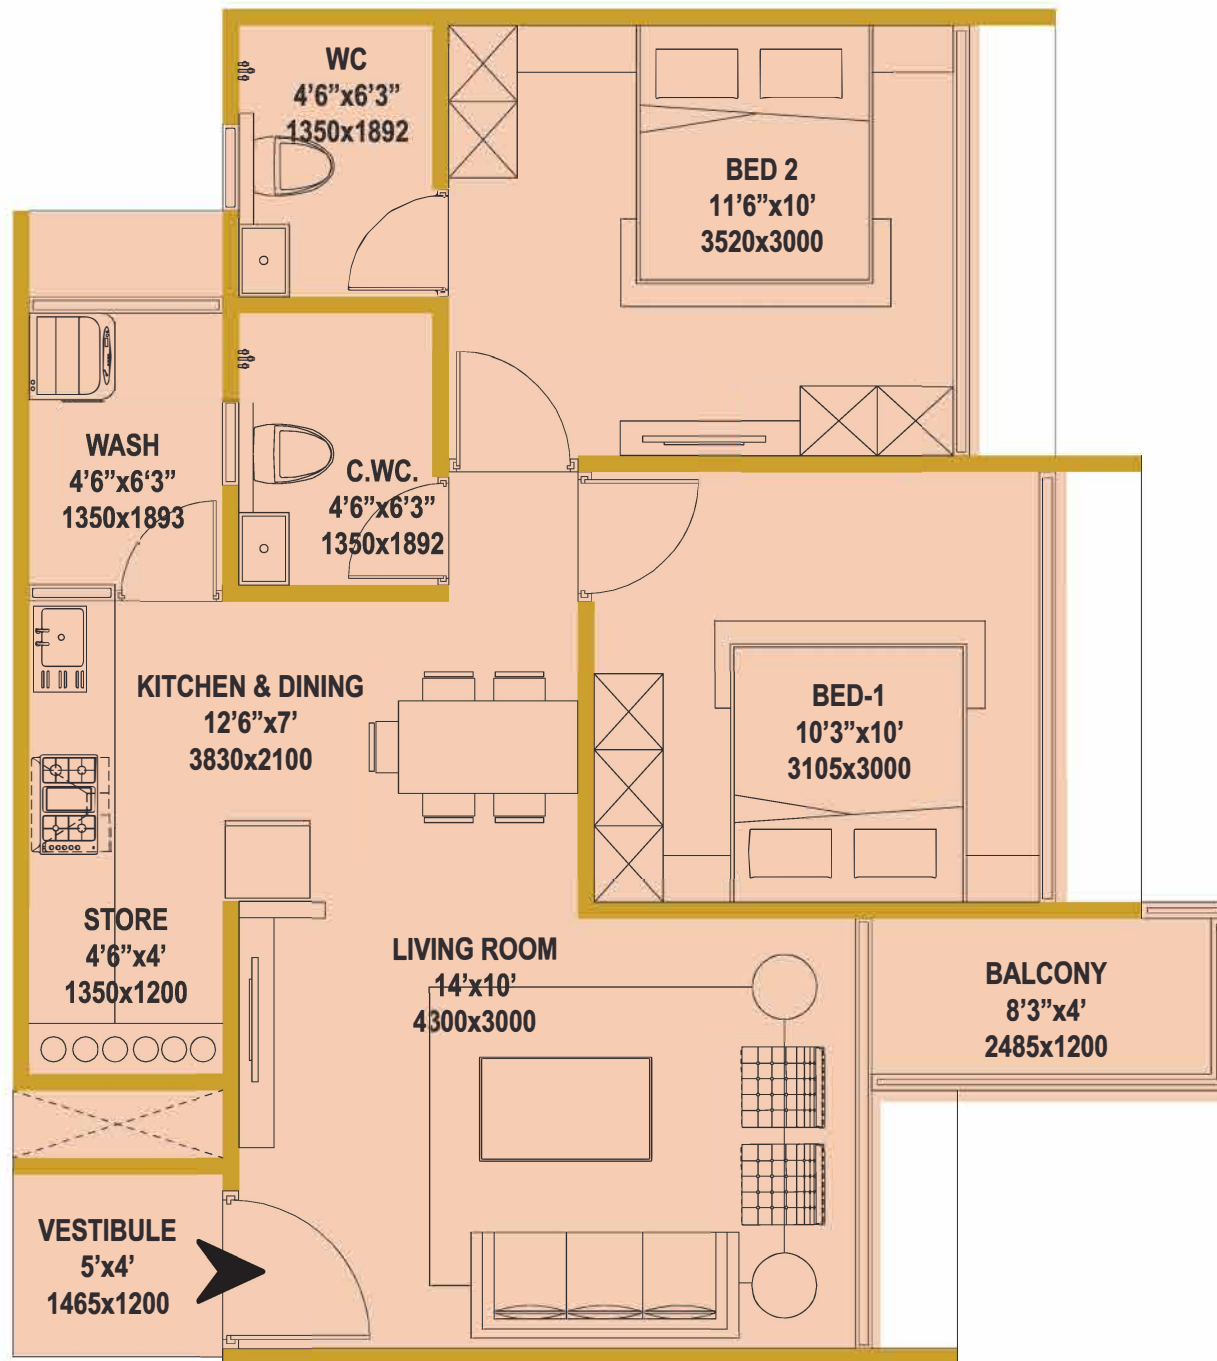 WC
4’6”x6’3”
1350x1892
BED 2
11’6”x10’
3520x3000
WASH
4’6”x6‘3”
1350x1893
C.WC.
4’6”x6’3”
1350x1892
KITCHEN & DINING
12’6”x7’
3830x2100
BED-1
10’3”x10’
3105x3000
STORE
4’6”x4’
1350x1200
LIVING ROOM
14’x10’
4300x3000
BALCONY
8’3”x4’
2485x1200
VESTIBULE
5’x4’
1465x1200